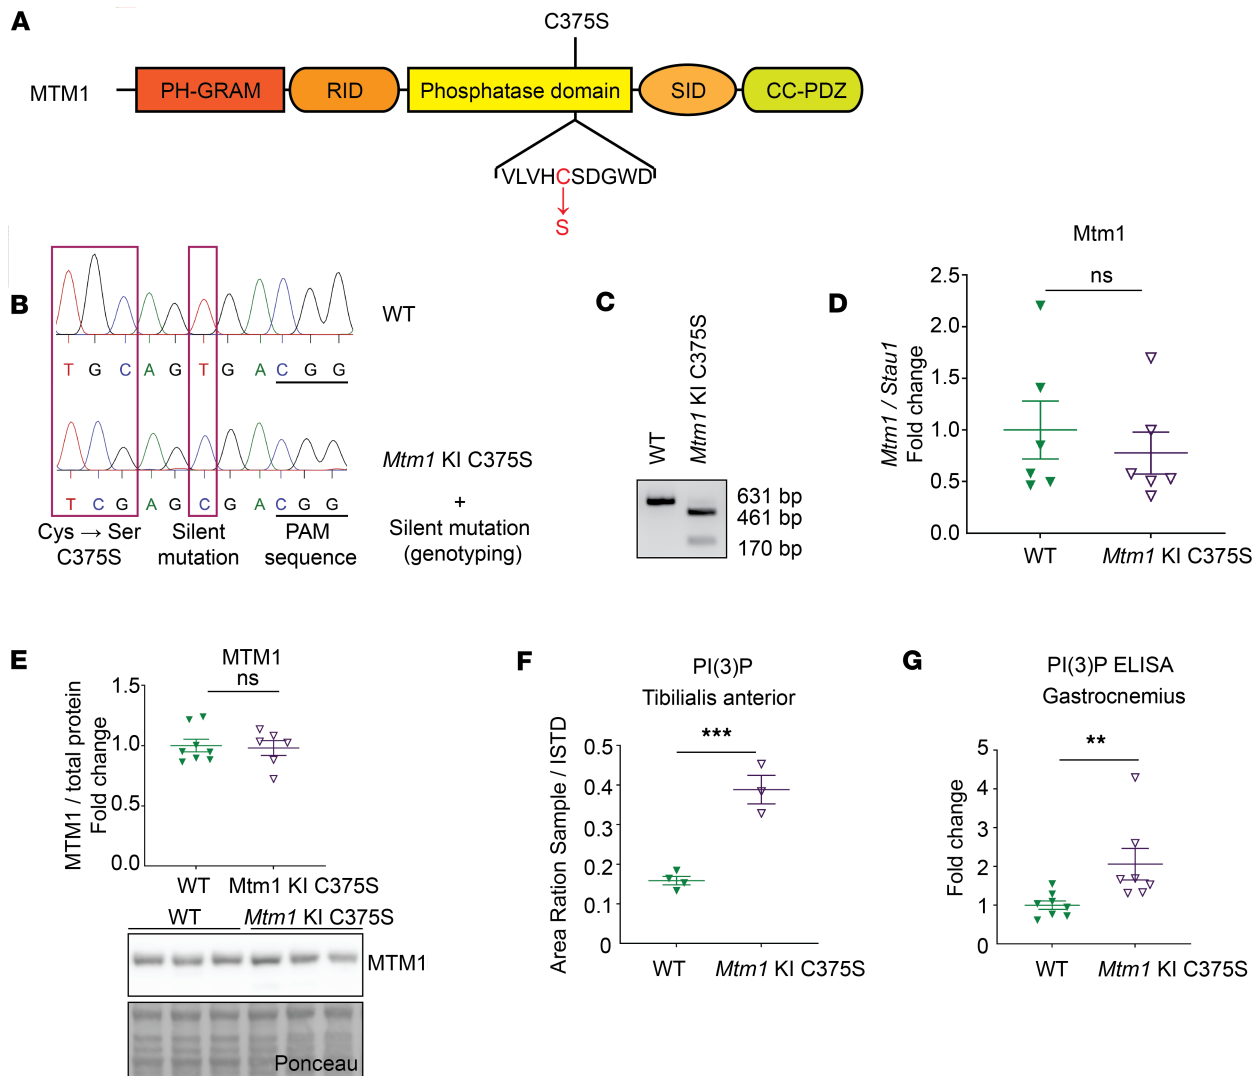 A
C375S
MTM1
PH-GRAM
RID
Phosphatase domain
SID
CC-PDZ
VLVHCSDGWD
S
B
WT
T G C A G T G A C G G
Mtm1 KI C375S
+
Silent mutation
(genotyping)
T C G A G C G A C G G
Cys → Ser
C375S
Silent
mutation
PAM
sequence
C
WT
Mtm1 KI C375S
631 bp
461 bp
170 bp
D
Mtm1
ns
Mtm1 / Stau1
Fold change
2.5
2.0
1.5
1.0
0.5
0.0
WT
Mtm1 KI C375S
E
MTM1
ns
MTM1 / total protein
Fold change
1.5
1.0
0.5
0.0
WT
Mtm1 KI C375S
WT
Mtm1 KI C375S
MTM1
Ponceau
F
PI(3)P
Tibilialis anterior
***
Area Ration Sample / ISTD
0.5
0.4
0.3
0.2
0.1
0
WT
Mtm1 KI C375S
G
PI(3)P ELISA
Gastrocnemius
**
Fold change
5
4
3
2
1
0
WT
Mtm1 KI C375S